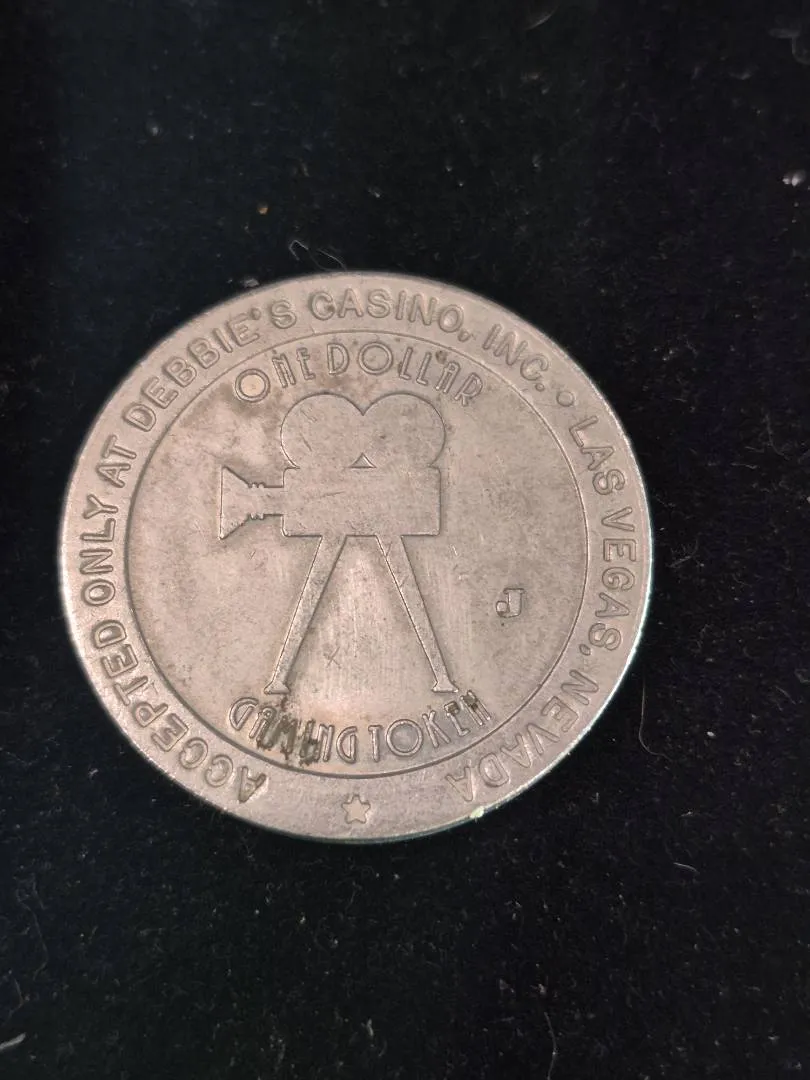 ACCEPTED ONLY AT DEBBIE'S CASINO, INC. • LAS VEGAS, NEVADA
ONE DOLLAR
J
GAMING TOKEN